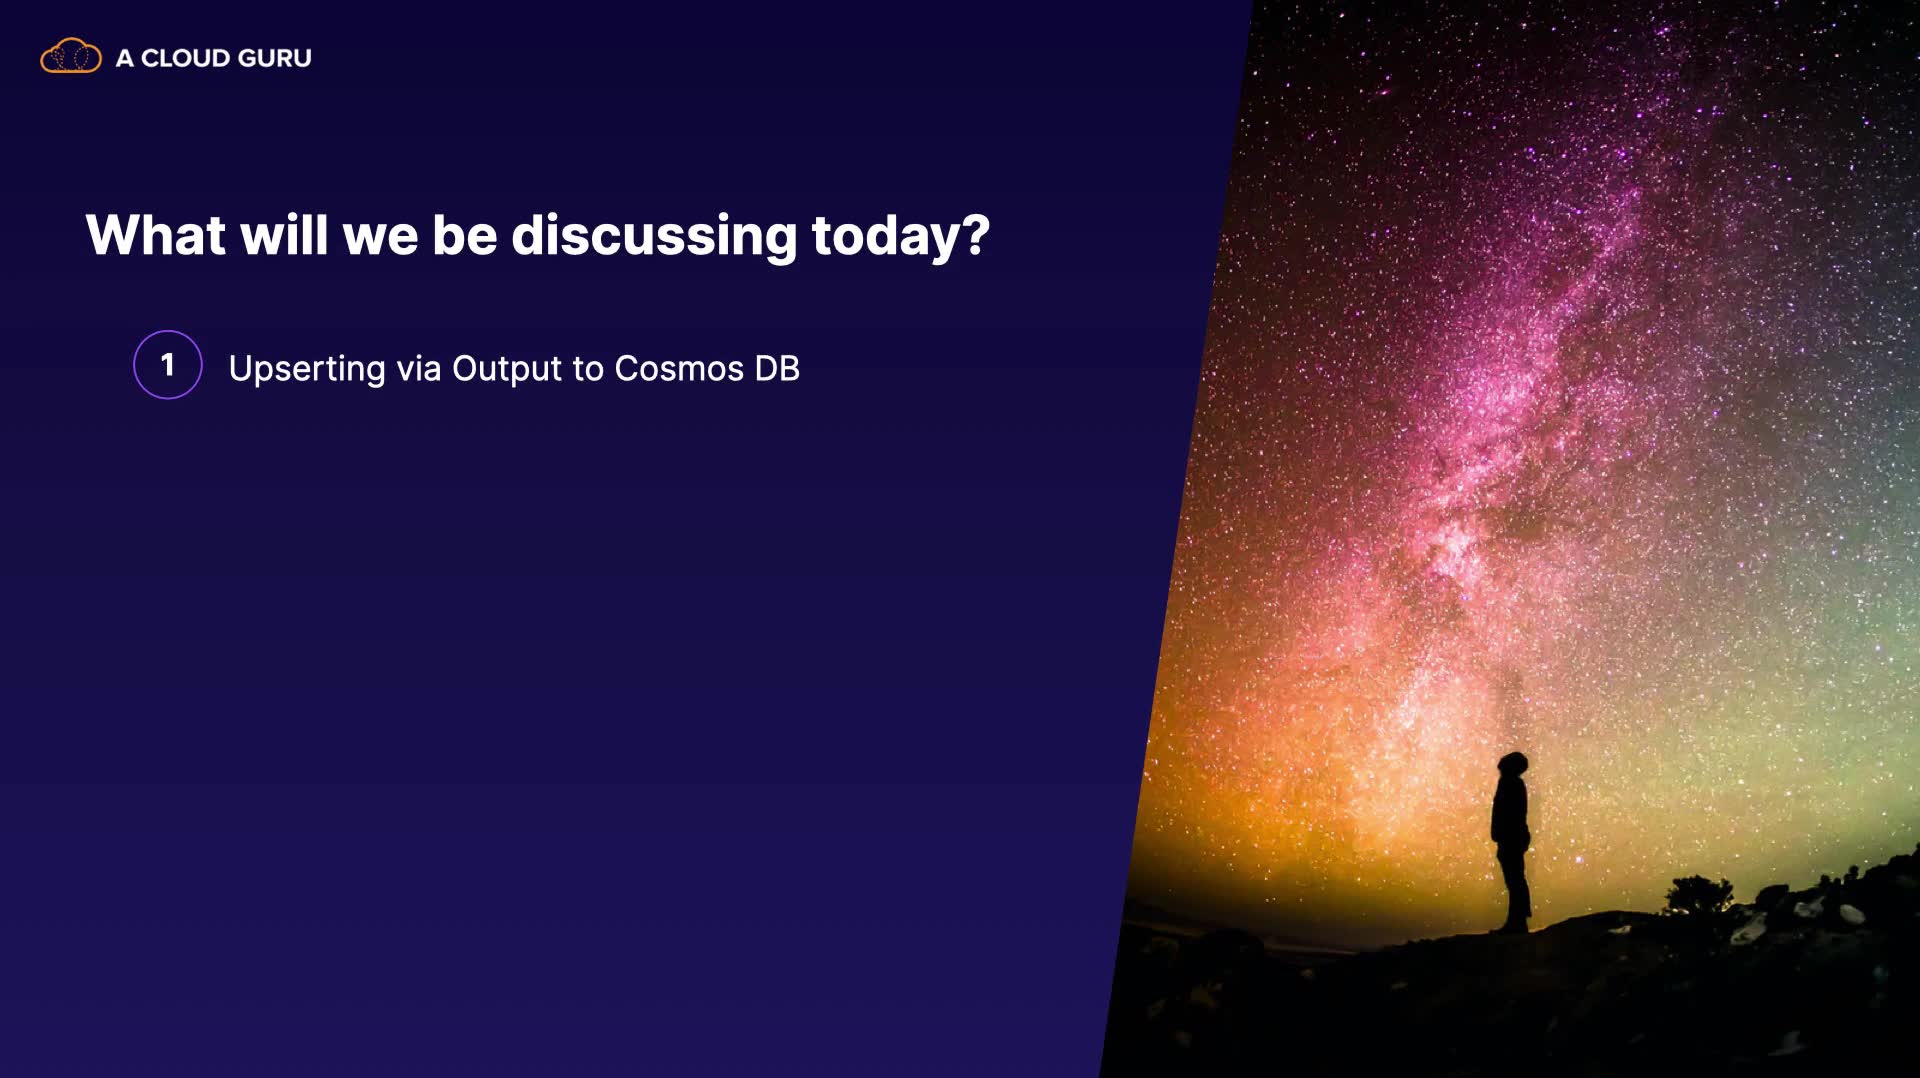 A CLOUD GURU
What will we be discussing today?
1 Upserting via Output to Cosmos DB